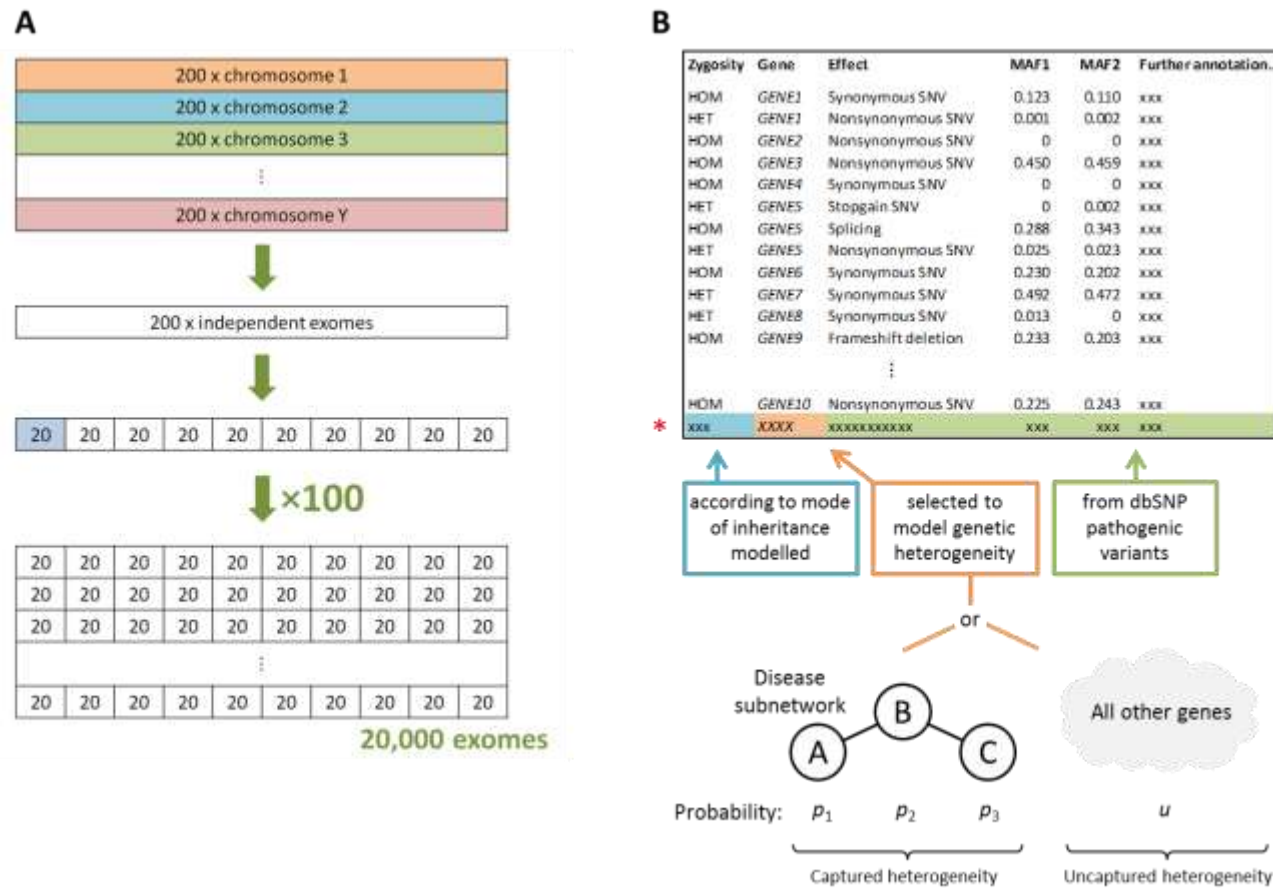 A
200 x chromosome 1
200 x chromosome 2
200 x chromosome 3
⋮
200 x chromosome Y
200 x independent exomes
20 20 20 20 20 20 20 20 20 20
×100
20 20 20 20 20 20 20 20 20 20
20 20 20 20 20 20 20 20 20 20
20 20 20 20 20 20 20 20 20 20
⋮
20 20 20 20 20 20 20 20 20 20
20,000 exomes
B
Zygosity Gene Effect MAF1 MAF2 Further annotation..
HOM GENE1 Synonymous SNV 0.123 0.110 xxx
HET GENE1 Nonsynonymous SNV 0.001 0.002 xxx
HOM GENE2 Nonsynonymous SNV 0 0 xxx
HOM GENE3 Nonsynonymous SNV 0.450 0.459 xxx
HOM GENE4 Synonymous SNV 0 0 xxx
HET GENE5 Stopgain SNV 0 0.002 xxx
HOM GENE5 Splicing 0.288 0.343 xxx
HET GENE5 Nonsynonymous SNV 0.025 0.023 xxx
HOM GENE6 Synonymous SNV 0.230 0.202 xxx
HET GENE7 Synonymous SNV 0.492 0.472 xxx
HET GENE8 Synonymous SNV 0.013 0 xxx
HOM GENE9 Frameshift deletion 0.233 0.203 xxx
⋮
HOM GENE10 Nonsynonymous SNV 0.225 0.243 xxx
* xxx XXXX xxxxxxxxxxx xxx xxx xxx
according to mode
of inheritance
modelled
selected to
model genetic
heterogeneity
from dbSNP
pathogenic
variants
or
Disease
subnetwork
A B C
All other genes
Probability: p1 p2 p3 u
Captured heterogeneity Uncaptured heterogeneity